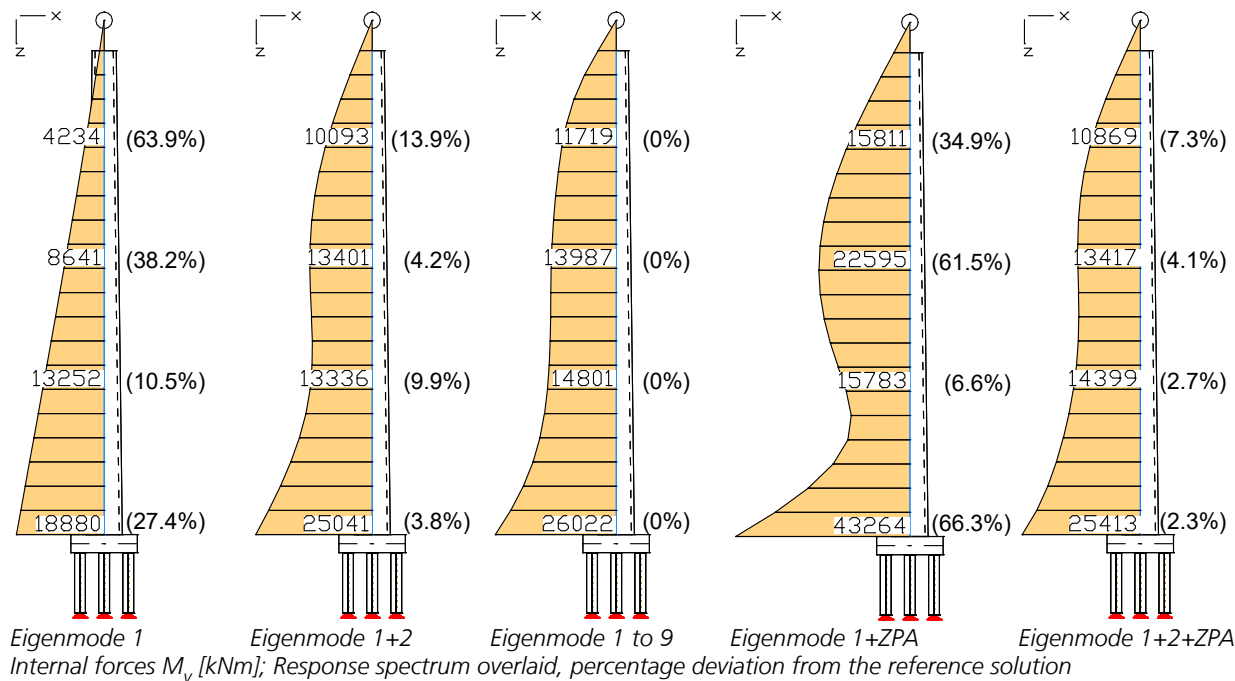 x x x x x
z z z z z
4234 (63.9%) 10093 (13.9%) 11719 (0%) 15811 (34.9%) 10869 (7.3%)
8641 (38.2%) 13401 (4.2%) 13987 (0%) 22595 (61.5%) 13417 (4.1%)
13252 (10.5%) 13336 (9.9%) 14801 (0%) 15783 (6.6%) 14399 (2.7%)
18880 (27.4%) 25041 (3.8%) 26022 (0%) 43264 (66.3%) 25413 (2.3%)
Eigenmode 1 Eigenmode 1+2 Eigenmode 1 to 9 Eigenmode 1+ZPA Eigenmode 1+2+ZPA
Internal forces My [kNm]; Response spectrum overlaid, percentage deviation from the reference solution